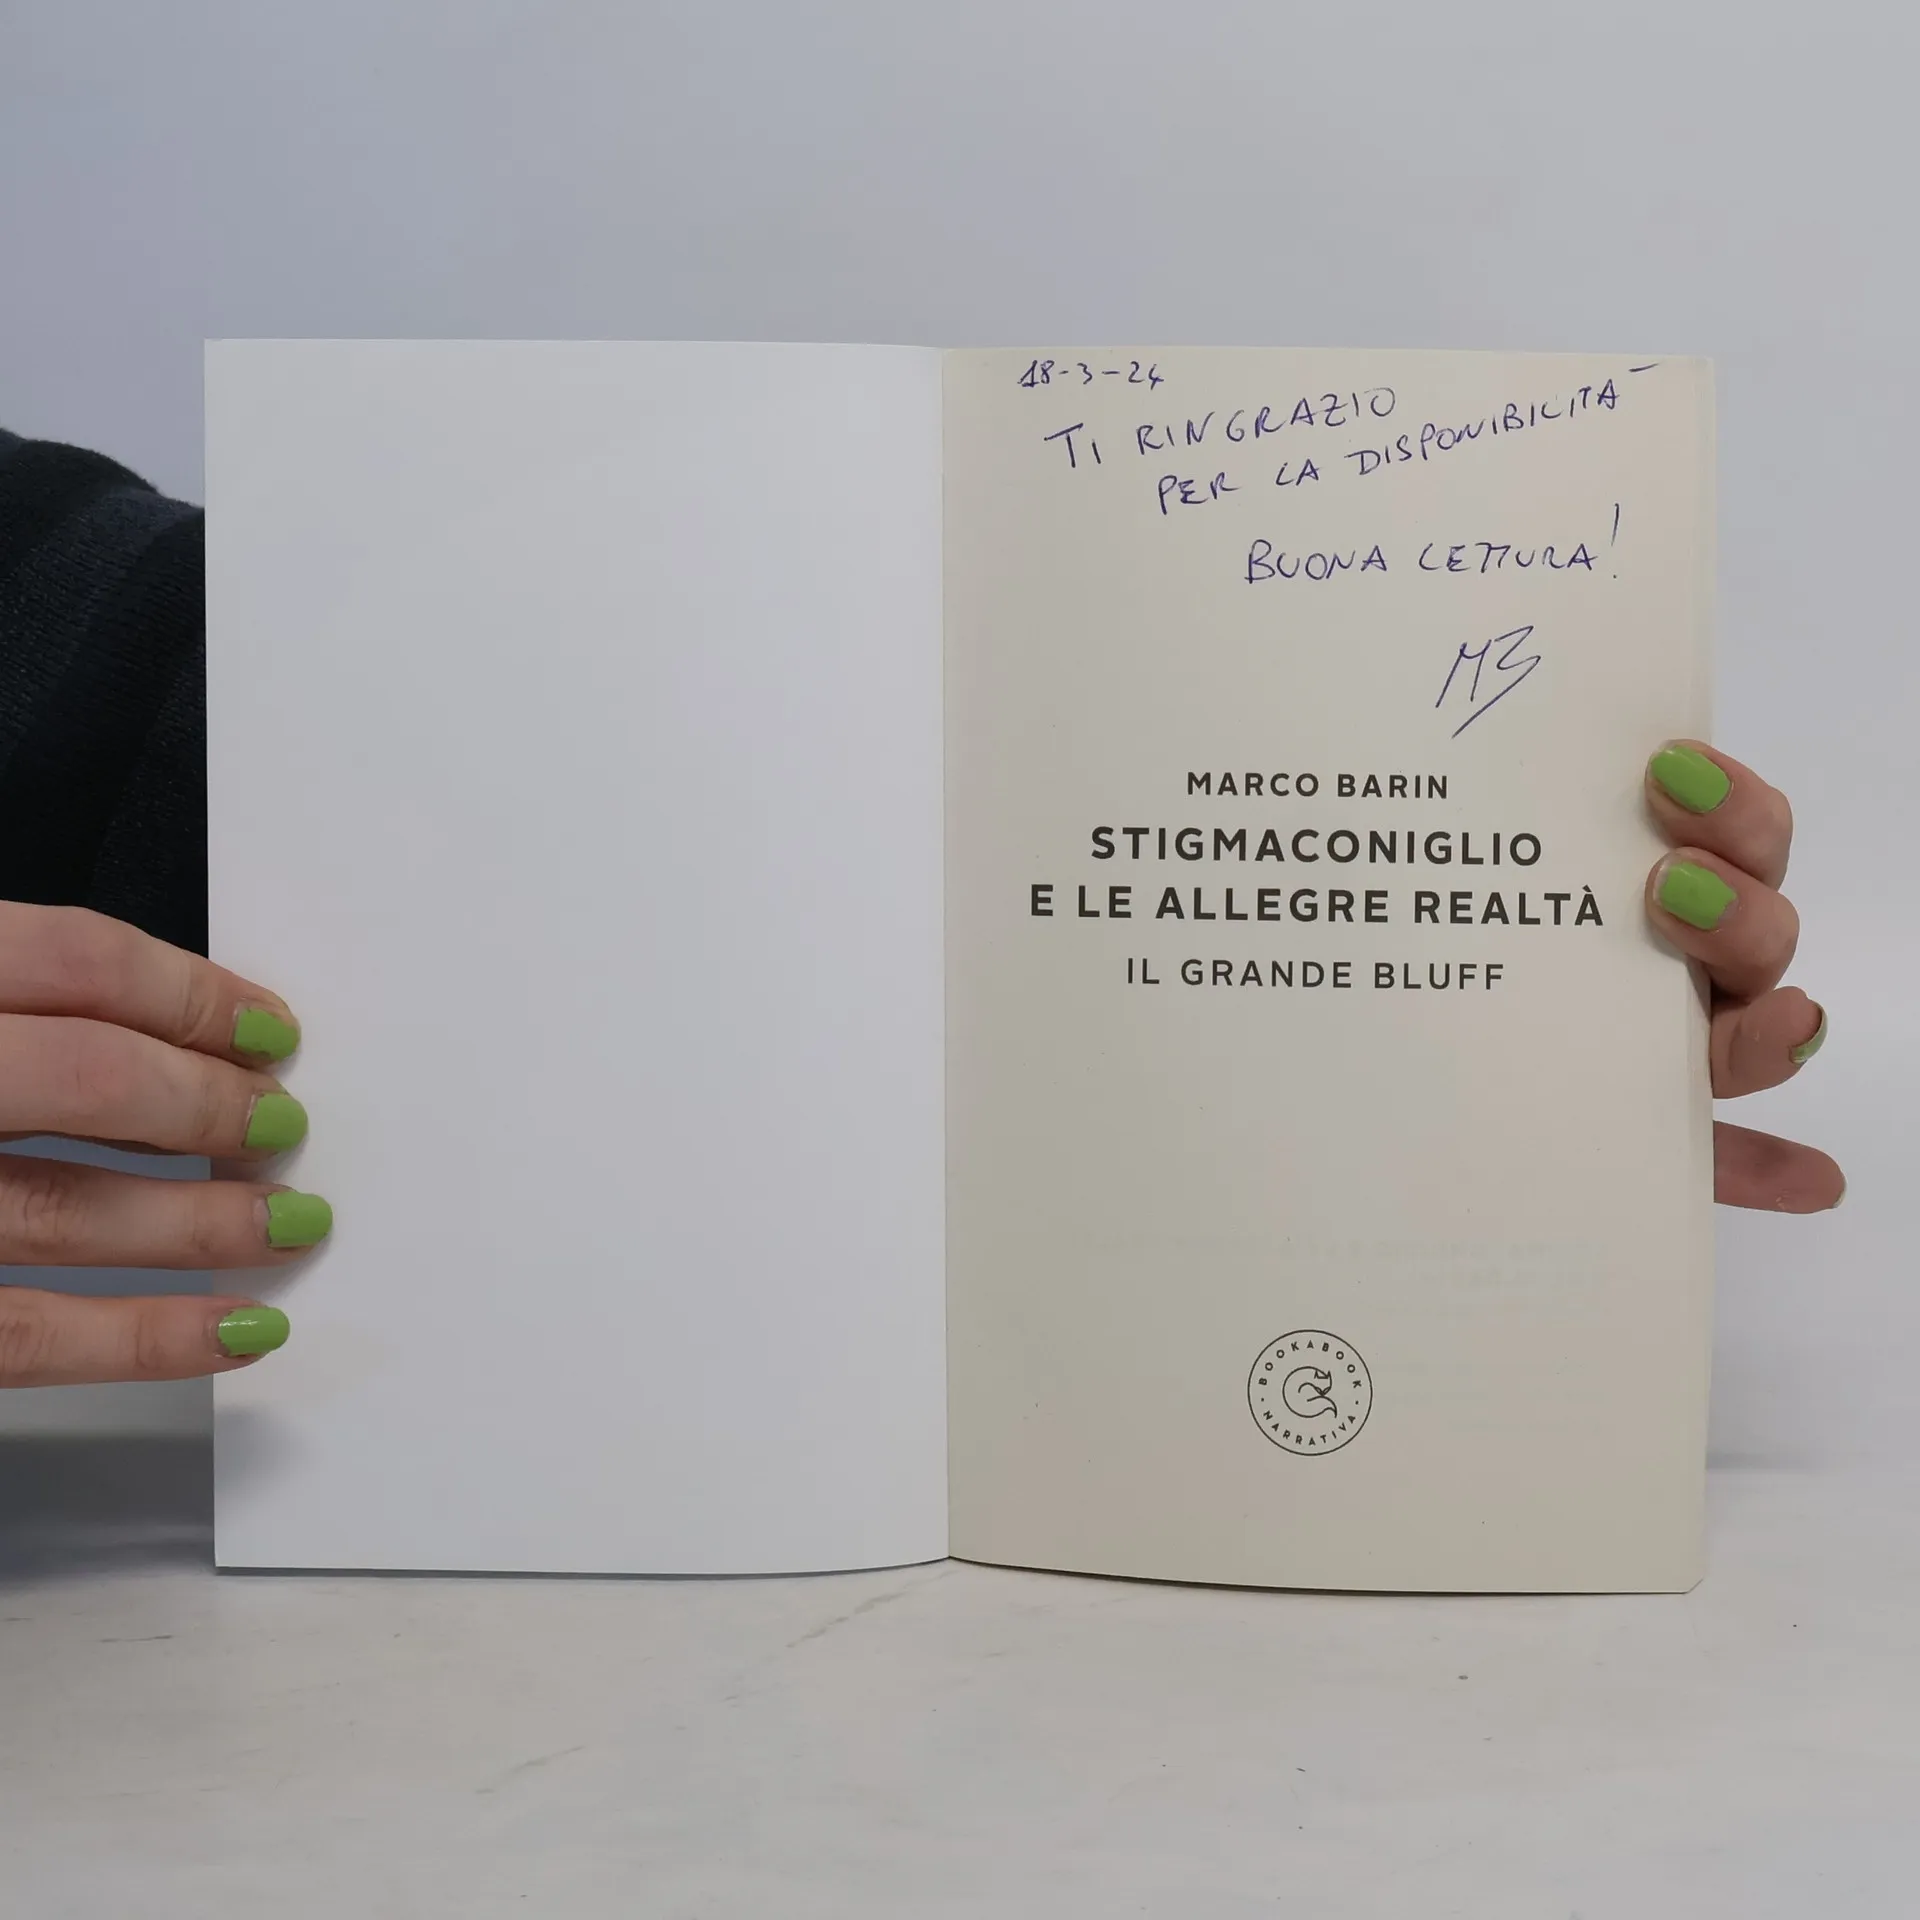 18-3-24
TI RINGRAZIO
PER LA DISPONIBILITÀ
BUONA LETTURA!
MB
MARCO BARIN
STIGMACONIGLIO
E LE ALLEGRE REALTÀ
IL GRANDE BLUFF
BOOKABOOK
NARRATIVA